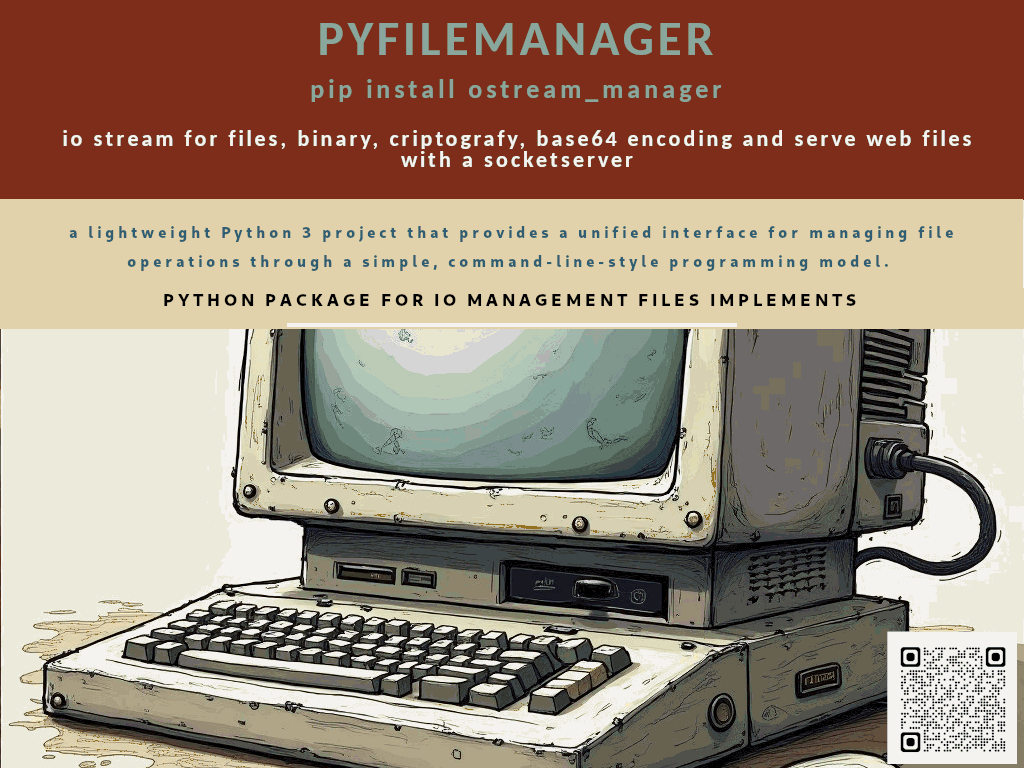 PYFILEMANAGER
pip install ostream_manager
io stream for files, binary, criptografy, base64 encoding and serve web files
with a socketserver
a lightweight Python 3 project that provides a unified interface for managing file
operations through a simple, command-line-style programming model.
PYTHON PACKAGE FOR IO MANAGEMENT FILES IMPLEMENTS